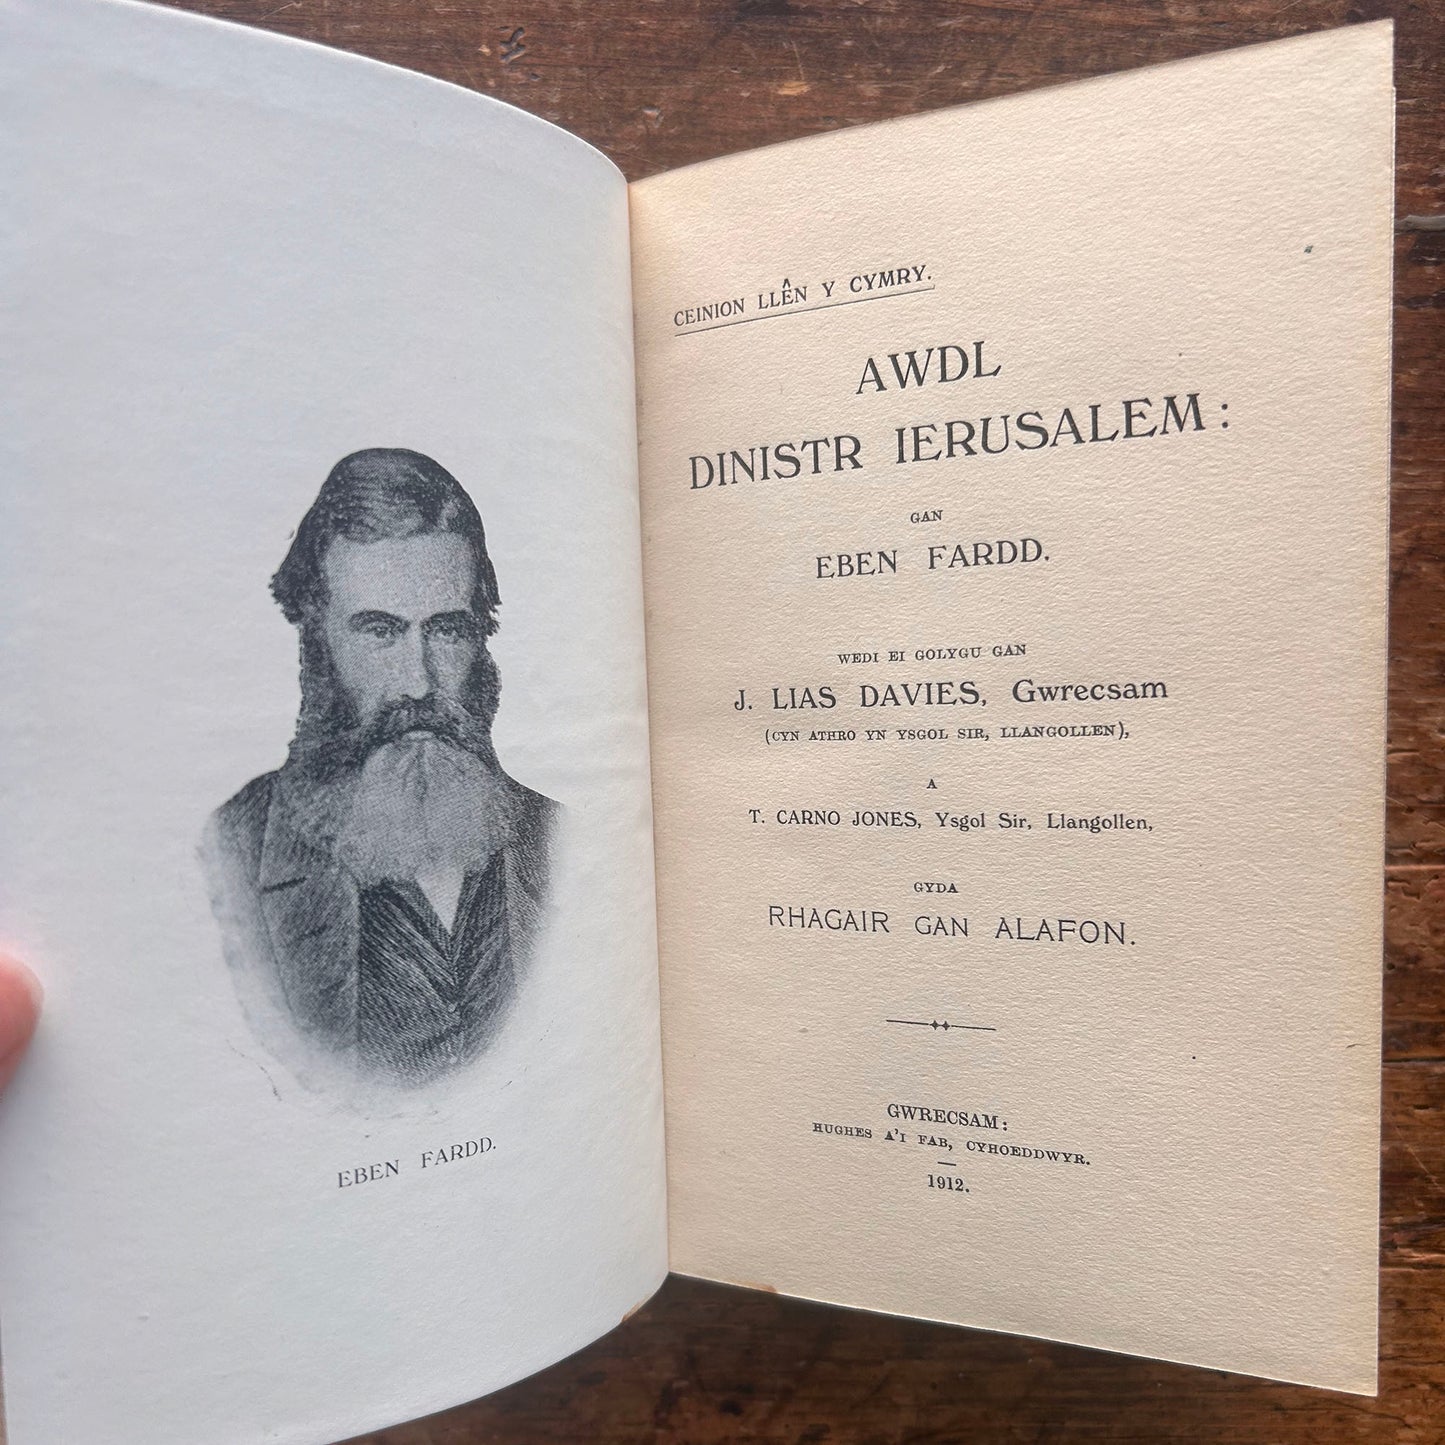 EBEN FARDD.
CEINION LLÊN Y CYMRY.
AWDL
DINISTR IERUSALEM:
GAN
EBEN FARDD.
WEDI EI GOLYGU GAN
J. LIAS DAVIES, Gwrecsam
(CYN ATHRO YN YSGOL SIR, LLANGOLLEN),
A
T. CARNO JONES, Ysgol Sir, Llangollen,
GYDA
RHAGAIR GAN ALAFON.
GWRECSAM:
HUGHES A'I FAB, CYHOEDDWYR.
1912.